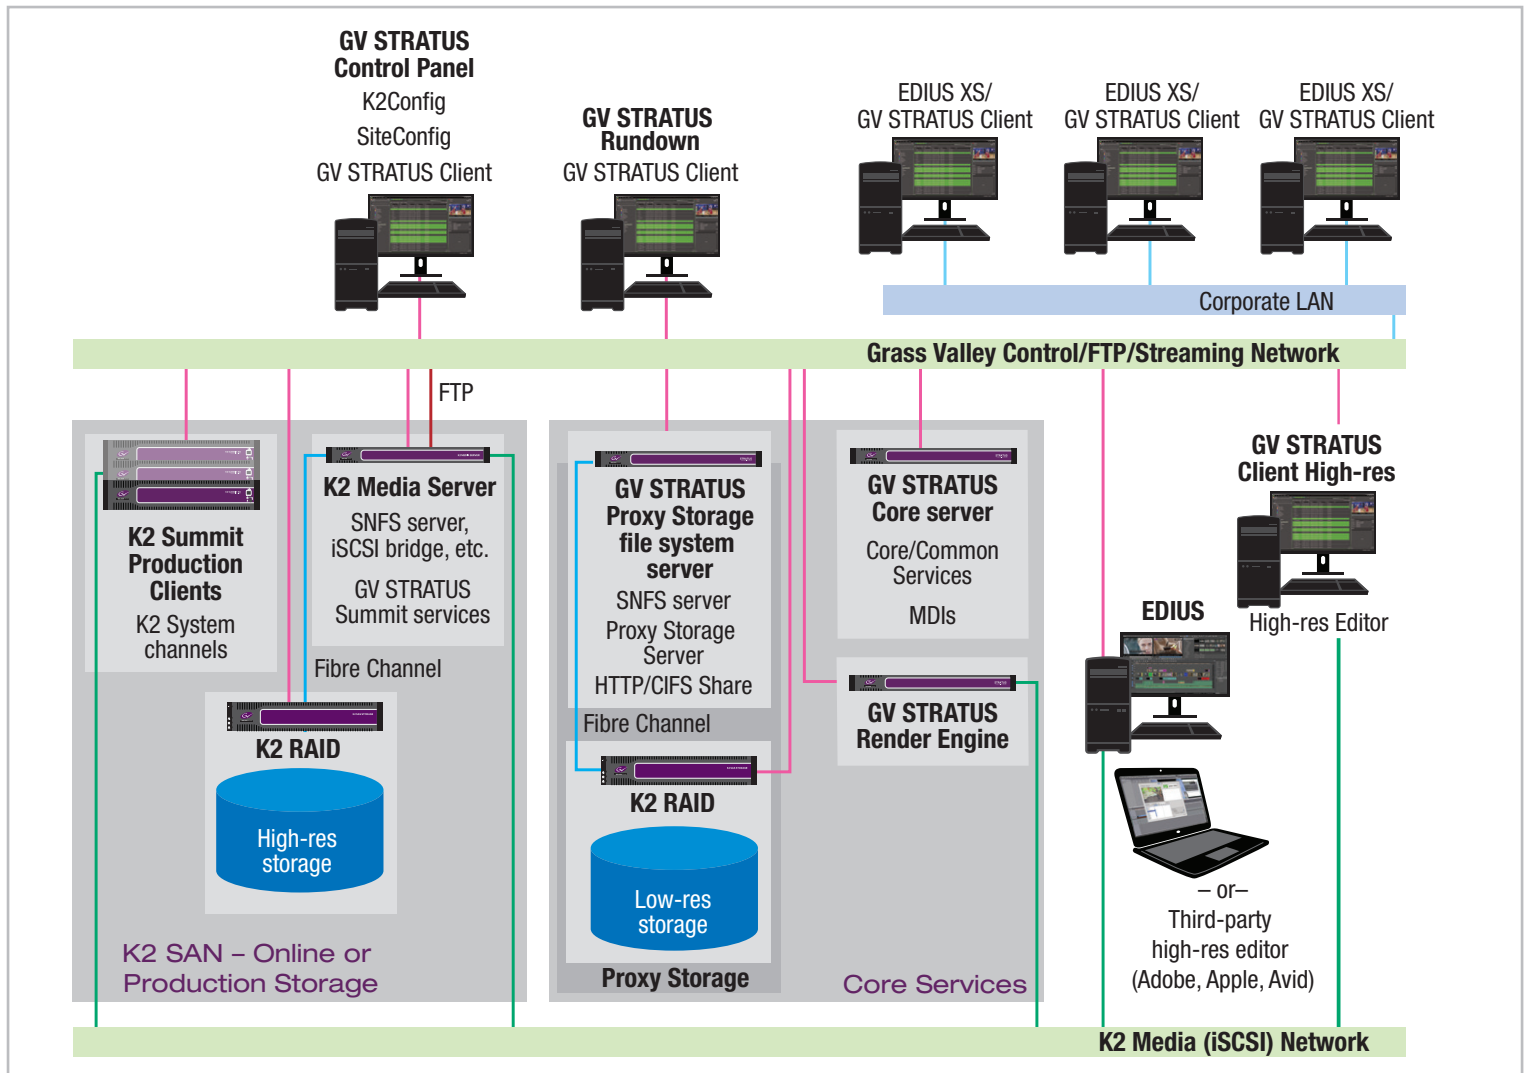 GV STRATUS
Control Panel
K2Config
SiteConfig
GV STRATUS Client
GV STRATUS
Rundown
GV STRATUS Client
EDIUS XS/
GV STRATUS Client
EDIUS XS/
GV STRATUS Client
EDIUS XS/
GV STRATUS Client
Corporate LAN
Grass Valley Control/FTP/Streaming Network
FTP
K2 Summit
Production
Clients
K2 System
channels
K2 Media Server
SNFS server,
iSCSI bridge, etc.
GV STRATUS
Summit services
Fibre Channel
K2 RAID
High-res
storage
K2 SAN – Online or
Production Storage
GV STRATUS
Proxy Storage
file system
server
SNFS server
Proxy Storage
Server
HTTP/CIFS Share
Fibre Channel
K2 RAID
Low-res
storage
Proxy Storage
GV STRATUS
Core server
Core/Common
Services
MDIs
GV STRATUS
Render Engine
Core Services
EDIUS
– or–
Third-party
high-res editor
(Adobe, Apple, Avid)
GV STRATUS
Client High-res
High-res Editor
K2 Media (iSCSI) Network